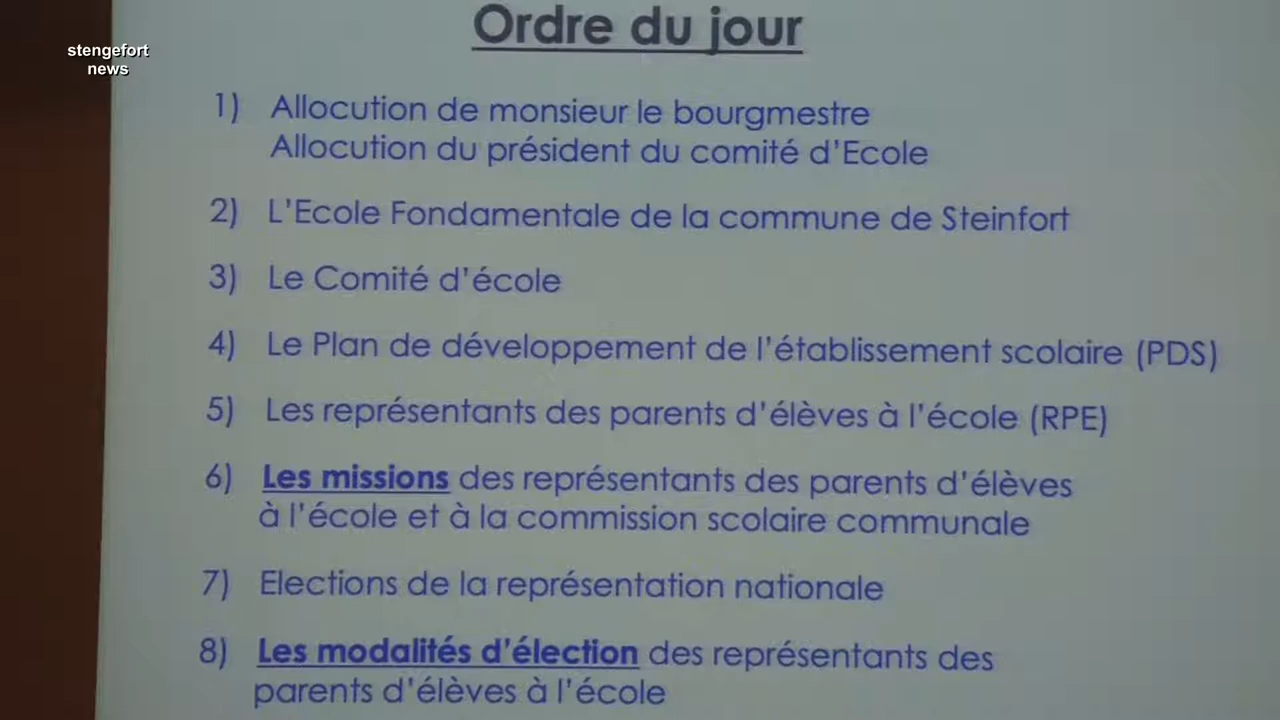 stengefort
news
Ordre du jour
1) Allocution de monsieur le bourgmestre
Allocution du président du comité d'Ecole
2) L'Ecole Fondamentale de la commune de Steinfort
3) Le Comité d'école
4) Le Plan de développement de l'établissement scolaire (PDS)
5) Les représentants des parents d'élèves à l'école (RPE)
6) Les missions des représentants des parents d'élèves
à l'école et à la commission scolaire communale
7) Elections de la représentation nationale
8) Les modalités d'élection des représentants des
parents d'élèves à l'école